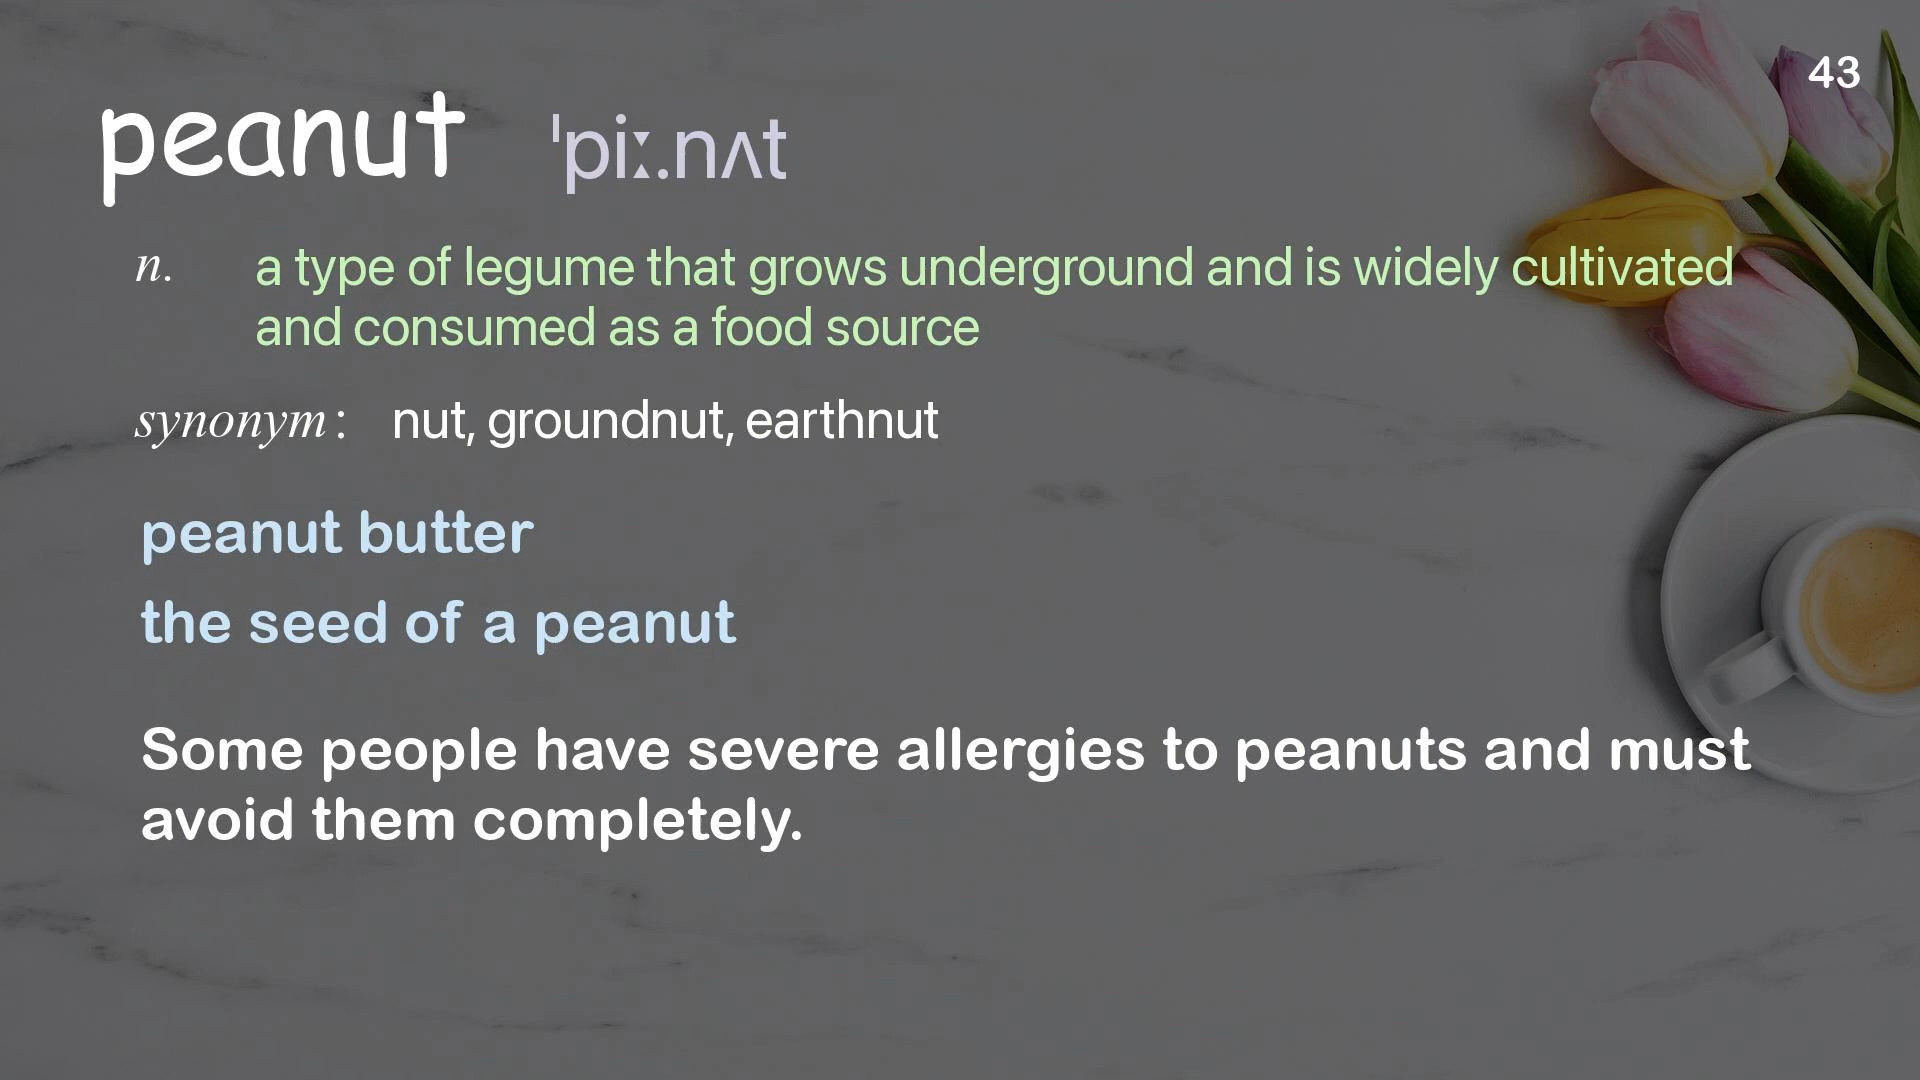 43
peanut ˈpiː.nʌt
n. a type of legume that grows underground and is widely cultivated
and consumed as a food source
synonym: nut, groundnut, earthnut
peanut butter
the seed of a peanut
Some people have severe allergies to peanuts and must
avoid them completely.